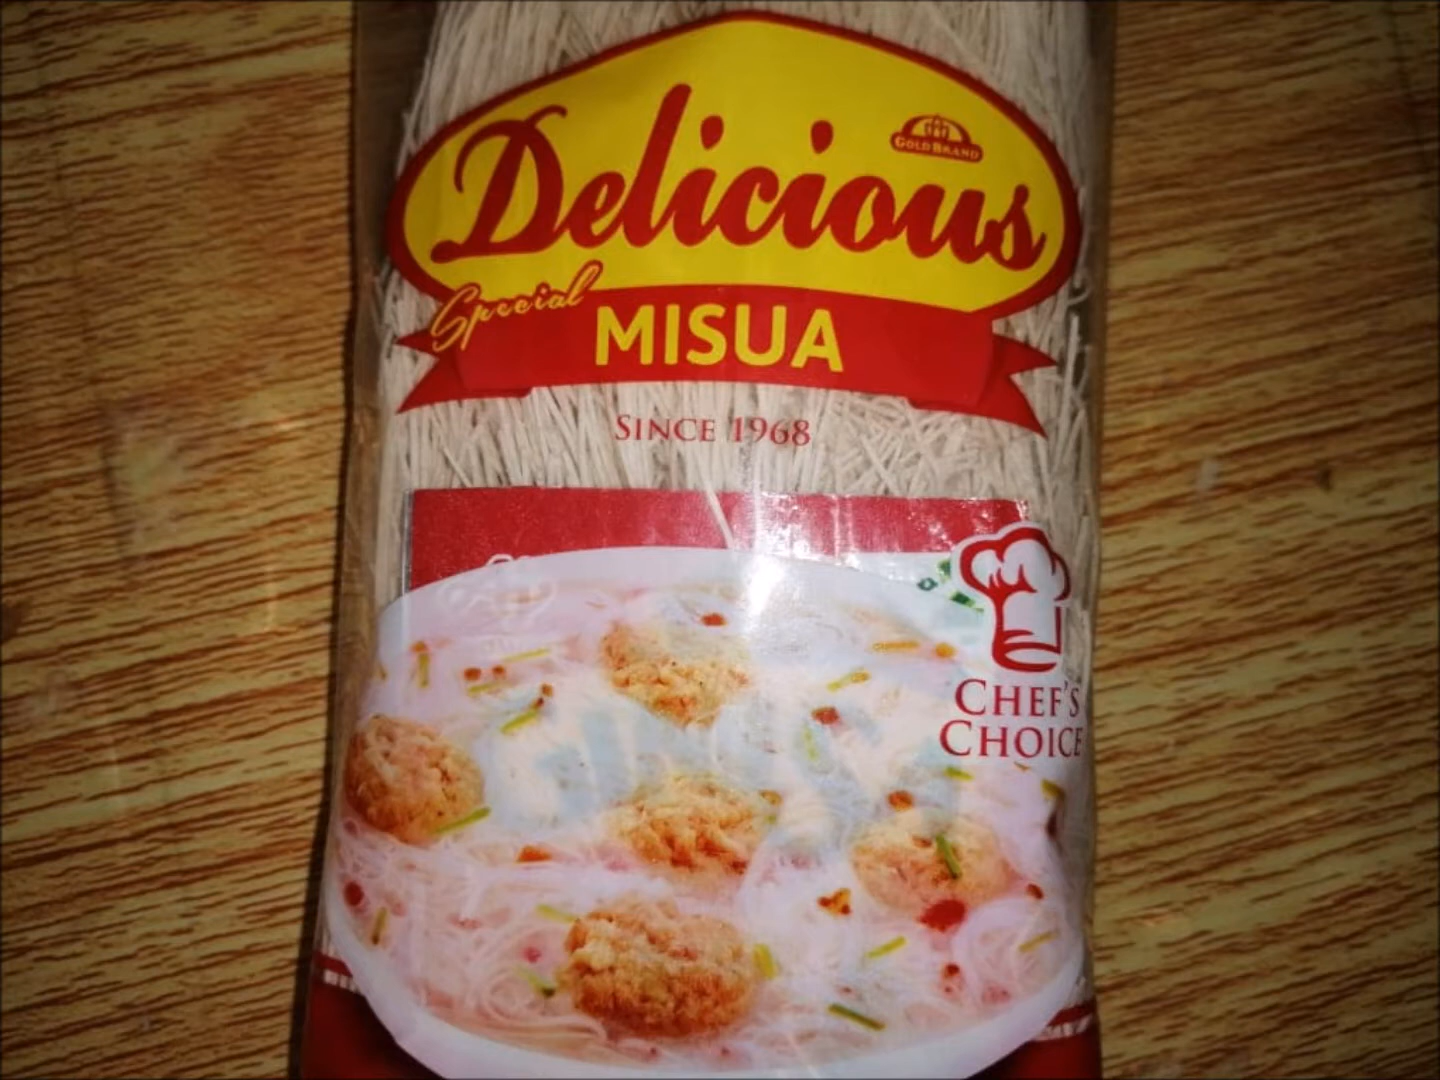 GOLD BRAND
Delicious
Special
MISUA
SINCE 1968
CHEF'S
CHOICE